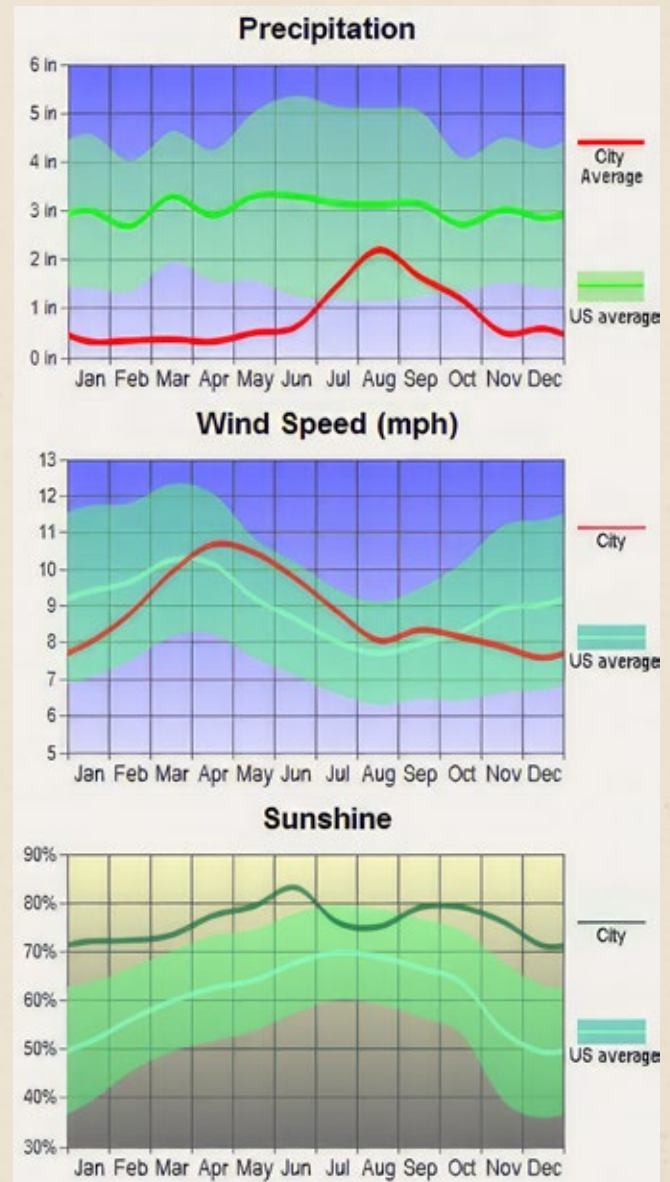 Precipitation
6 in
5 in
4 in
3 in
2 in
1 in
0 in
Jan Feb Mar Apr May Jun Jul Aug Sep Oct Nov Dec
City
Average
US average
Wind Speed (mph)
13
12
11
10
9
8
7
6
5
Jan Feb Mar Apr May Jun Jul Aug Sep Oct Nov Dec
City
US average
Sunshine
90%
80%
70%
60%
50%
40%
30%
Jan Feb Mar Apr May Jun Jul Aug Sep Oct Nov Dec
City
US average